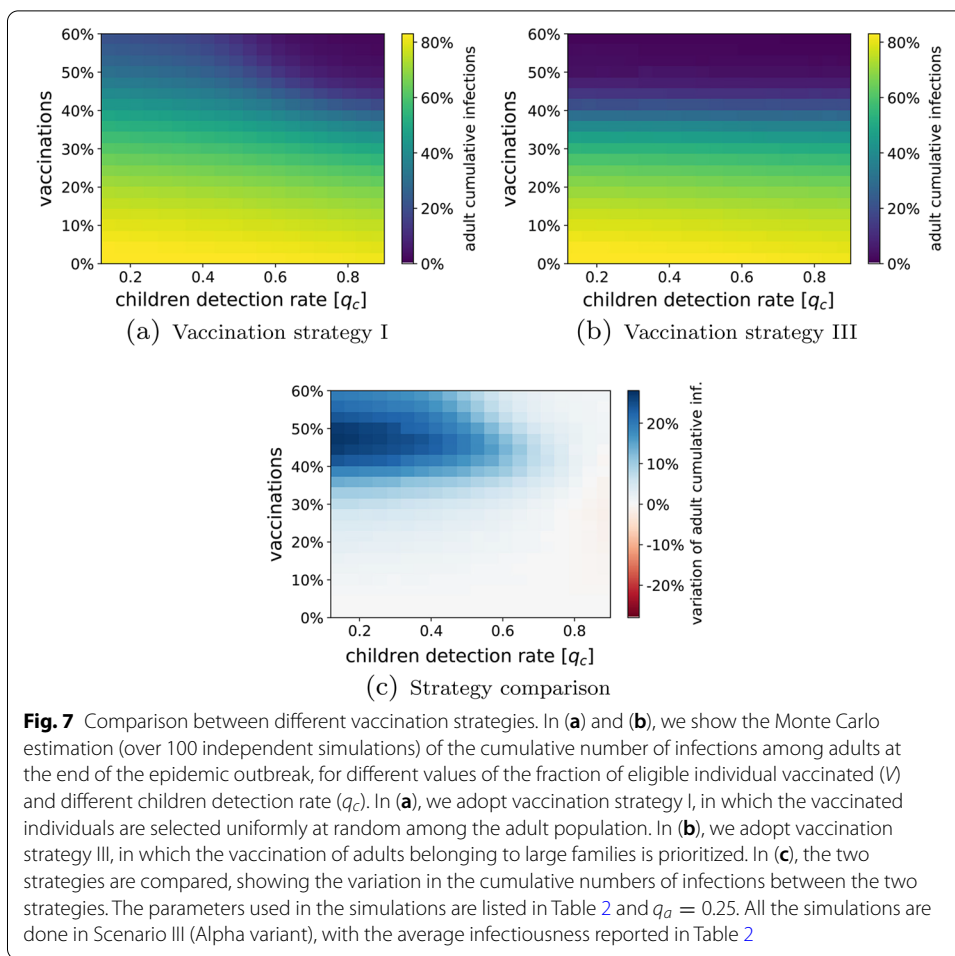 60%
50%
40%
30%
20%
10%
0%
vaccinations
0.2 0.4 0.6 0.8
children detection rate [q_c]
80%
60%
40%
20%
0%
adult cumulative infections
(a) Vaccination strategy I
60%
50%
40%
30%
20%
10%
0%
vaccinations
0.2 0.4 0.6 0.8
children detection rate [q_c]
80%
60%
40%
20%
0%
adult cumulative infections
(b) Vaccination strategy III
60%
50%
40%
30%
20%
10%
0%
vaccinations
0.2 0.4 0.6 0.8
children detection rate [q_c]
20%
10%
0%
-10%
-20%
variation of adult cumulative inf.
(c) Strategy comparison
Fig. 7 Comparison between different vaccination strategies. In (a) and (b), we show the Monte Carlo
estimation (over 100 independent simulations) of the cumulative number of infections among adults at
the end of the epidemic outbreak, for different values of the fraction of eligible individual vaccinated (V)
and different children detection rate (q_c). In (a), we adopt vaccination strategy I, in which the vaccinated
individuals are selected uniformly at random among the adult population. In (b), we adopt vaccination
strategy III, in which the vaccination of adults belonging to large families is prioritized. In (c), the two
strategies are compared, showing the variation in the cumulative numbers of infections between the two
strategies. The parameters used in the simulations are listed in Table 2 and q_a = 0.25. All the simulations are
done in Scenario III (Alpha variant), with the average infectiousness reported in Table 2